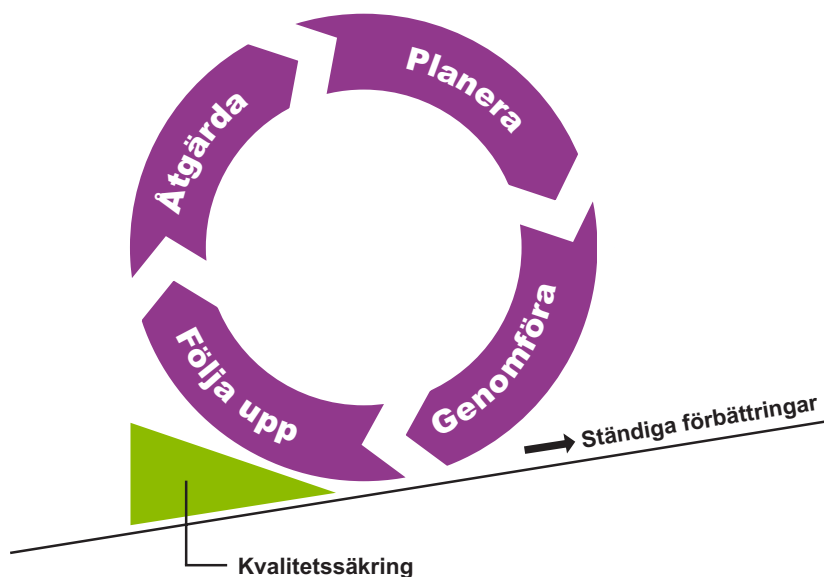 Planera
Genomföra
Följa upp
Åtgärda
Ständiga förbättringar
Kvalitetssäkring